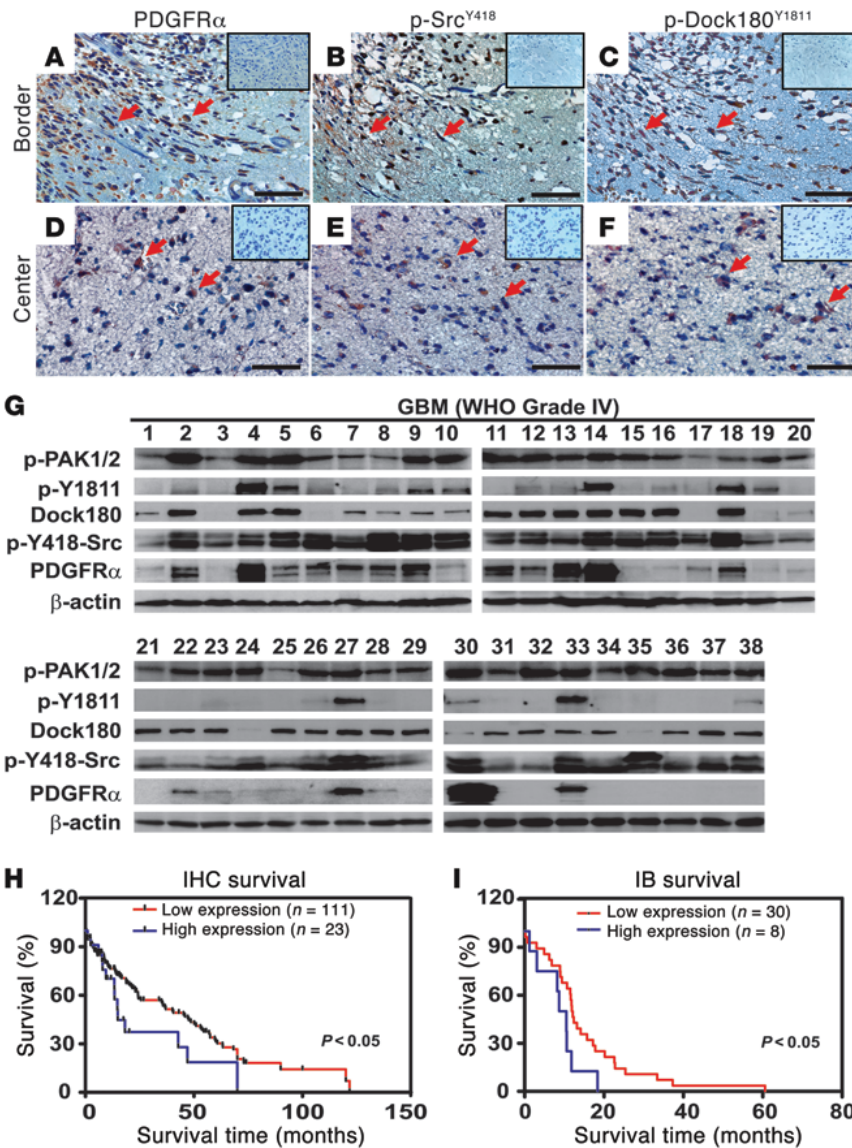 PDGFRα p-Src^Y418 p-Dock180^Y1811
Border
A B C
Center
D E F
G
GBM (WHO Grade IV)
1 2 3 4 5 6 7 8 9 10 11 12 13 14 15 16 17 18 19 20
p-PAK1/2
p-Y1811
Dock180
p-Y418-Src
PDGFRα
β-actin
21 22 23 24 25 26 27 28 29 30 31 32 33 34 35 36 37 38
p-PAK1/2
p-Y1811
Dock180
p-Y418-Src
PDGFRα
β-actin
H
IHC survival
Survival (%)
120
90
60
30
0
Low expression (n = 111)
High expression (n = 23)
P < 0.05
0 50 100 150
Survival time (months)
I
IB survival
Survival (%)
120
90
60
30
0
Low expression (n = 30)
High expression (n = 8)
P < 0.05
0 20 40 60 80
Survival time (months)